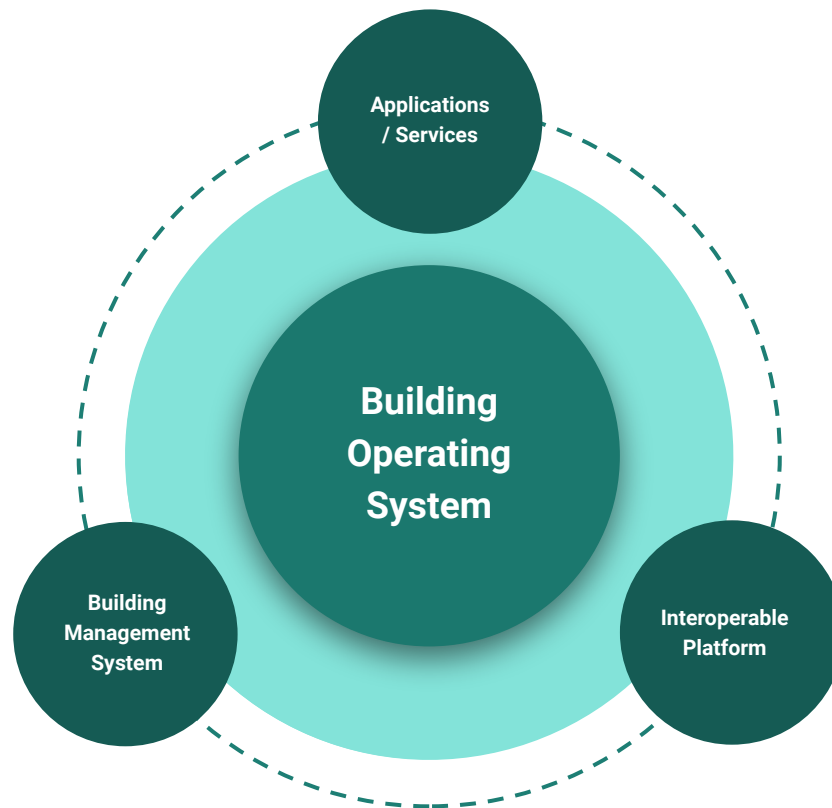 Applications
/ Services
Building
Operating
System
Building
Management
System
Interoperable
Platform